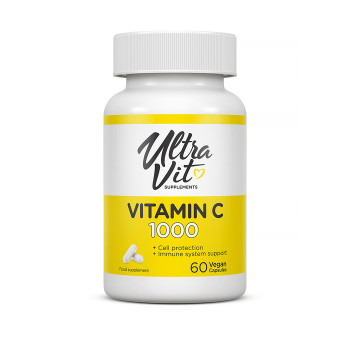 Ultra
Vit
SUPPLEMENTS
VITAMIN C
1000
+ Cell protection
+ Immune system support
Food supplement
60 Vegan
Capsules